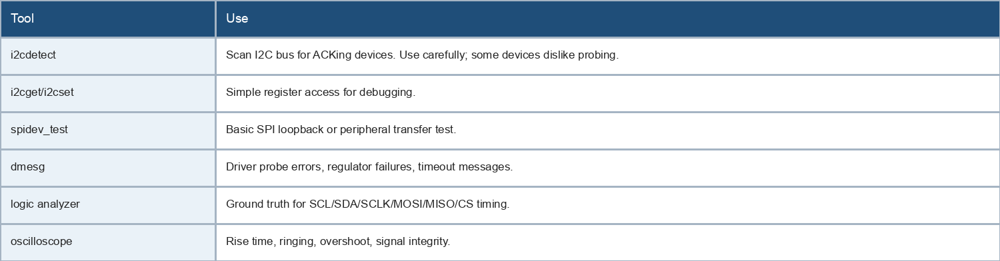 Tool Use
i2cdetect Scan I2C bus for ACKing devices. Use carefully; some devices dislike probing.
i2cget/i2cset Simple register access for debugging.
spidev_test Basic SPI loopback or peripheral transfer test.
dmesg Driver probe errors, regulator failures, timeout messages.
logic analyzer Ground truth for SCL/SDA/SCLK/MOSI/MISO/CS timing.
oscilloscope Rise time, ringing, overshoot, signal integrity.